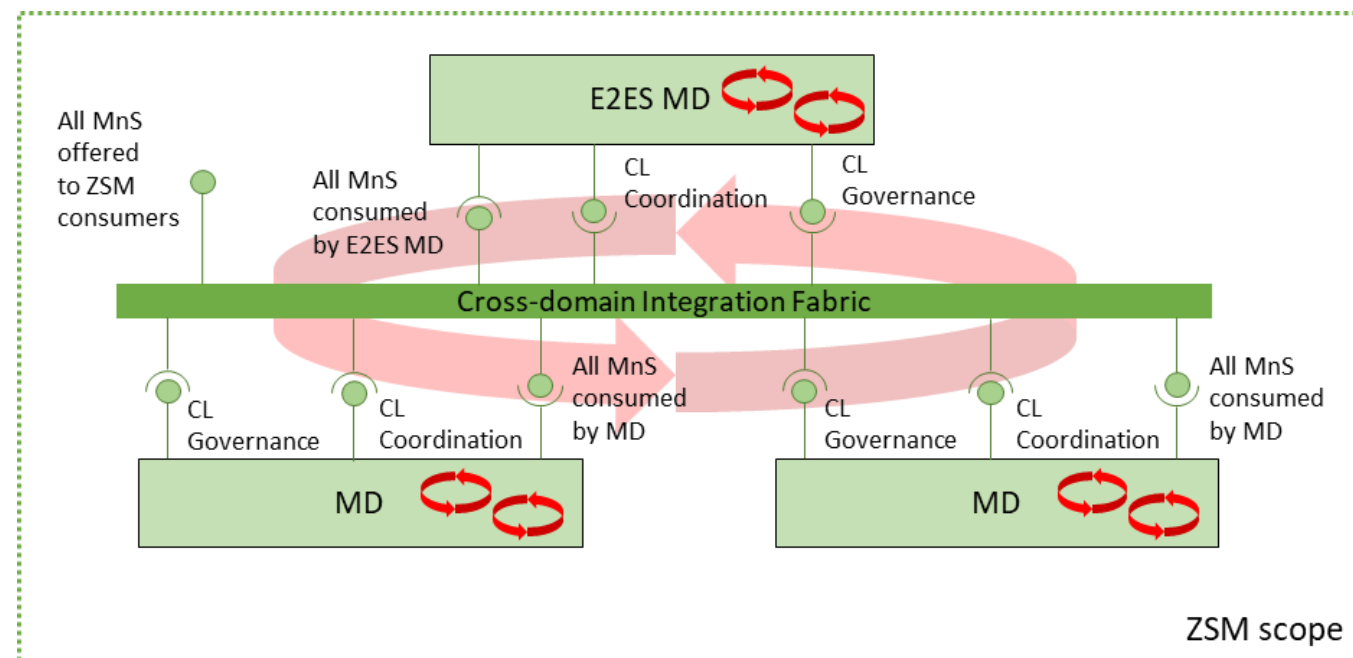 E2ES MD
All MnS
offered
to ZSM
consumers
All MnS
consumed
by E2ES MD
CL
Coordination
CL
Governance
Cross-domain Integration Fabric
CL
Governance
CL
Coordination
All MnS
consumed
by MD
CL
Governance
CL
Coordination
All MnS
consumed
by MD
MD
MD
ZSM scope